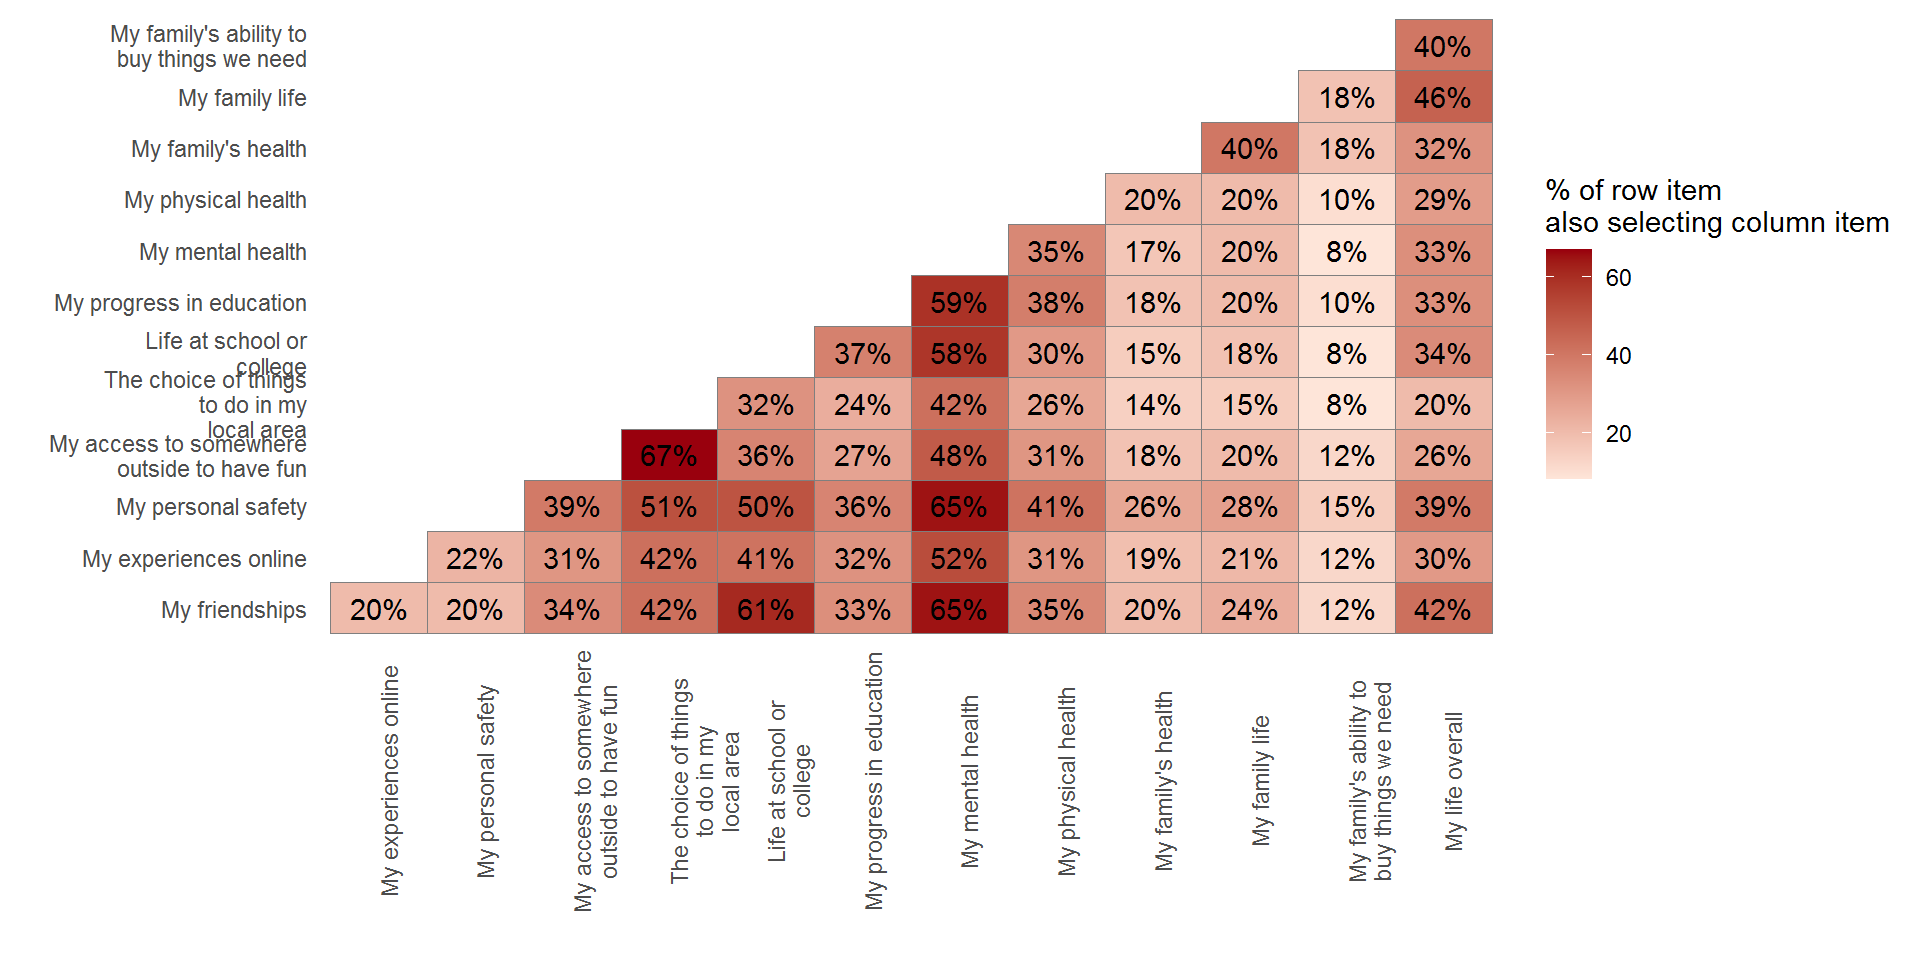 My family's ability to
buy things we need
40%
My family life
18% 46%
My family's health
40% 18% 32%
My physical health
20% 20% 10% 29%
My mental health
35% 17% 20% 8% 33%
My progress in education
59% 38% 18% 20% 10% 33%
Life at school or
college
37% 58% 30% 15% 18% 8% 34%
The choice of things
to do in my
local area
32% 24% 42% 26% 14% 15% 8% 20%
My access to somewhere
outside to have fun
67% 36% 27% 48% 31% 18% 20% 12% 26%
My personal safety
39% 51% 50% 36% 65% 41% 26% 28% 15% 39%
My experiences online
22% 31% 42% 41% 32% 52% 31% 19% 21% 12% 30%
My friendships
20% 20% 34% 42% 61% 33% 65% 35% 20% 24% 12% 42%
My experiences online
My personal safety
My access to somewhere
outside to have fun
The choice of things
to do in my
local area
Life at school or
college
My progress in education
My mental health
My physical health
My family's health
My family life
My family's ability to
buy things we need
My life overall
% of row item
also selecting column item
60
40
20